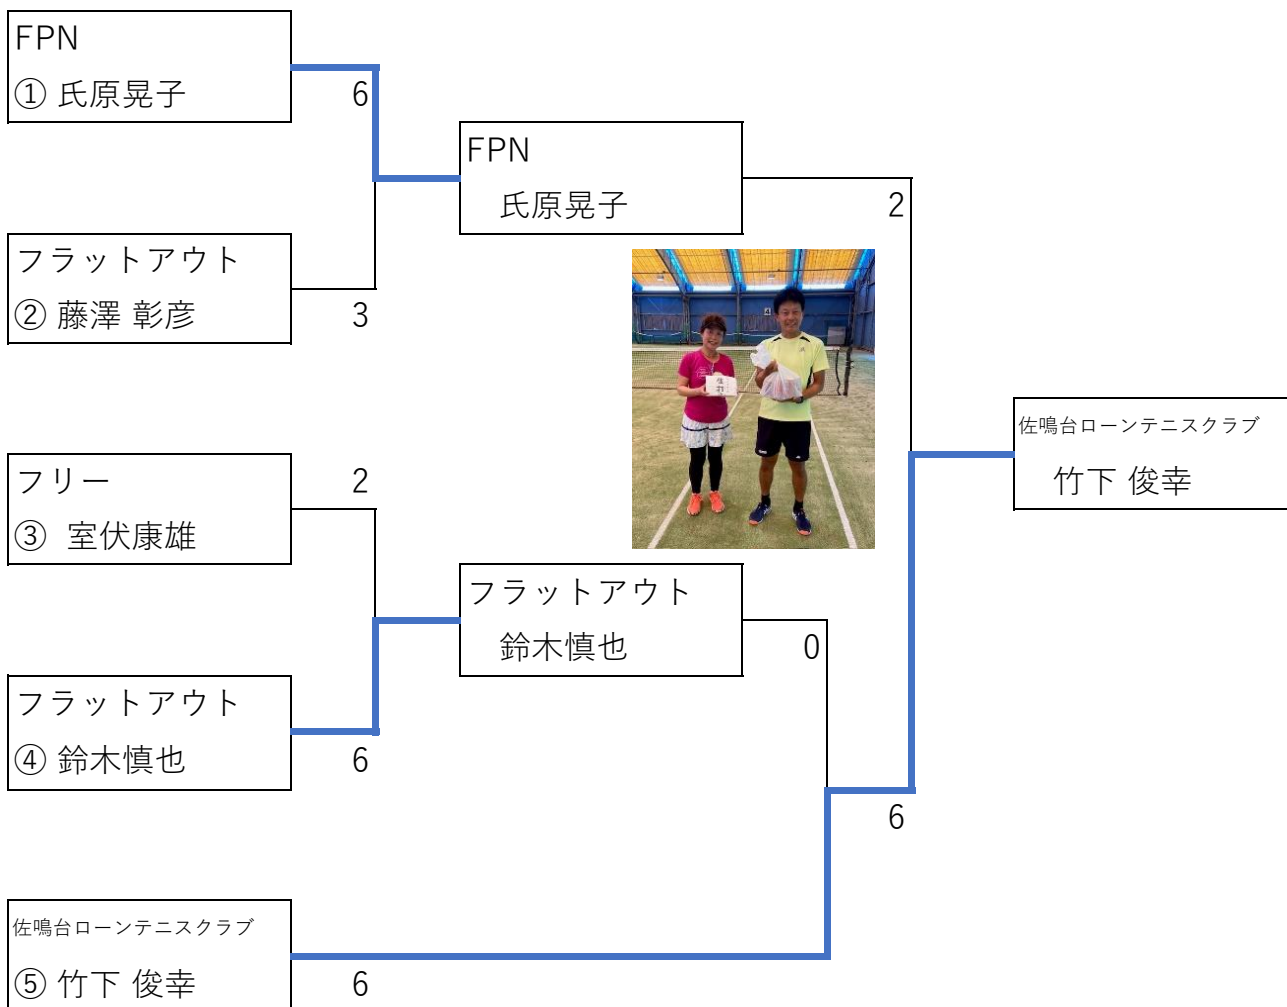 FPN
① 氏原晃子
6
FPN
氏原晃子
2
フラットアウト
② 藤澤 彰彦
3
4
佐鳴台ローンテニスクラブ
竹下 俊幸
フリー
③ 室伏康雄
2
フラットアウト
鈴木慎也
0
フラットアウト
④ 鈴木慎也
6
6
佐鳴台ローンテニスクラブ
⑤ 竹下 俊幸
6